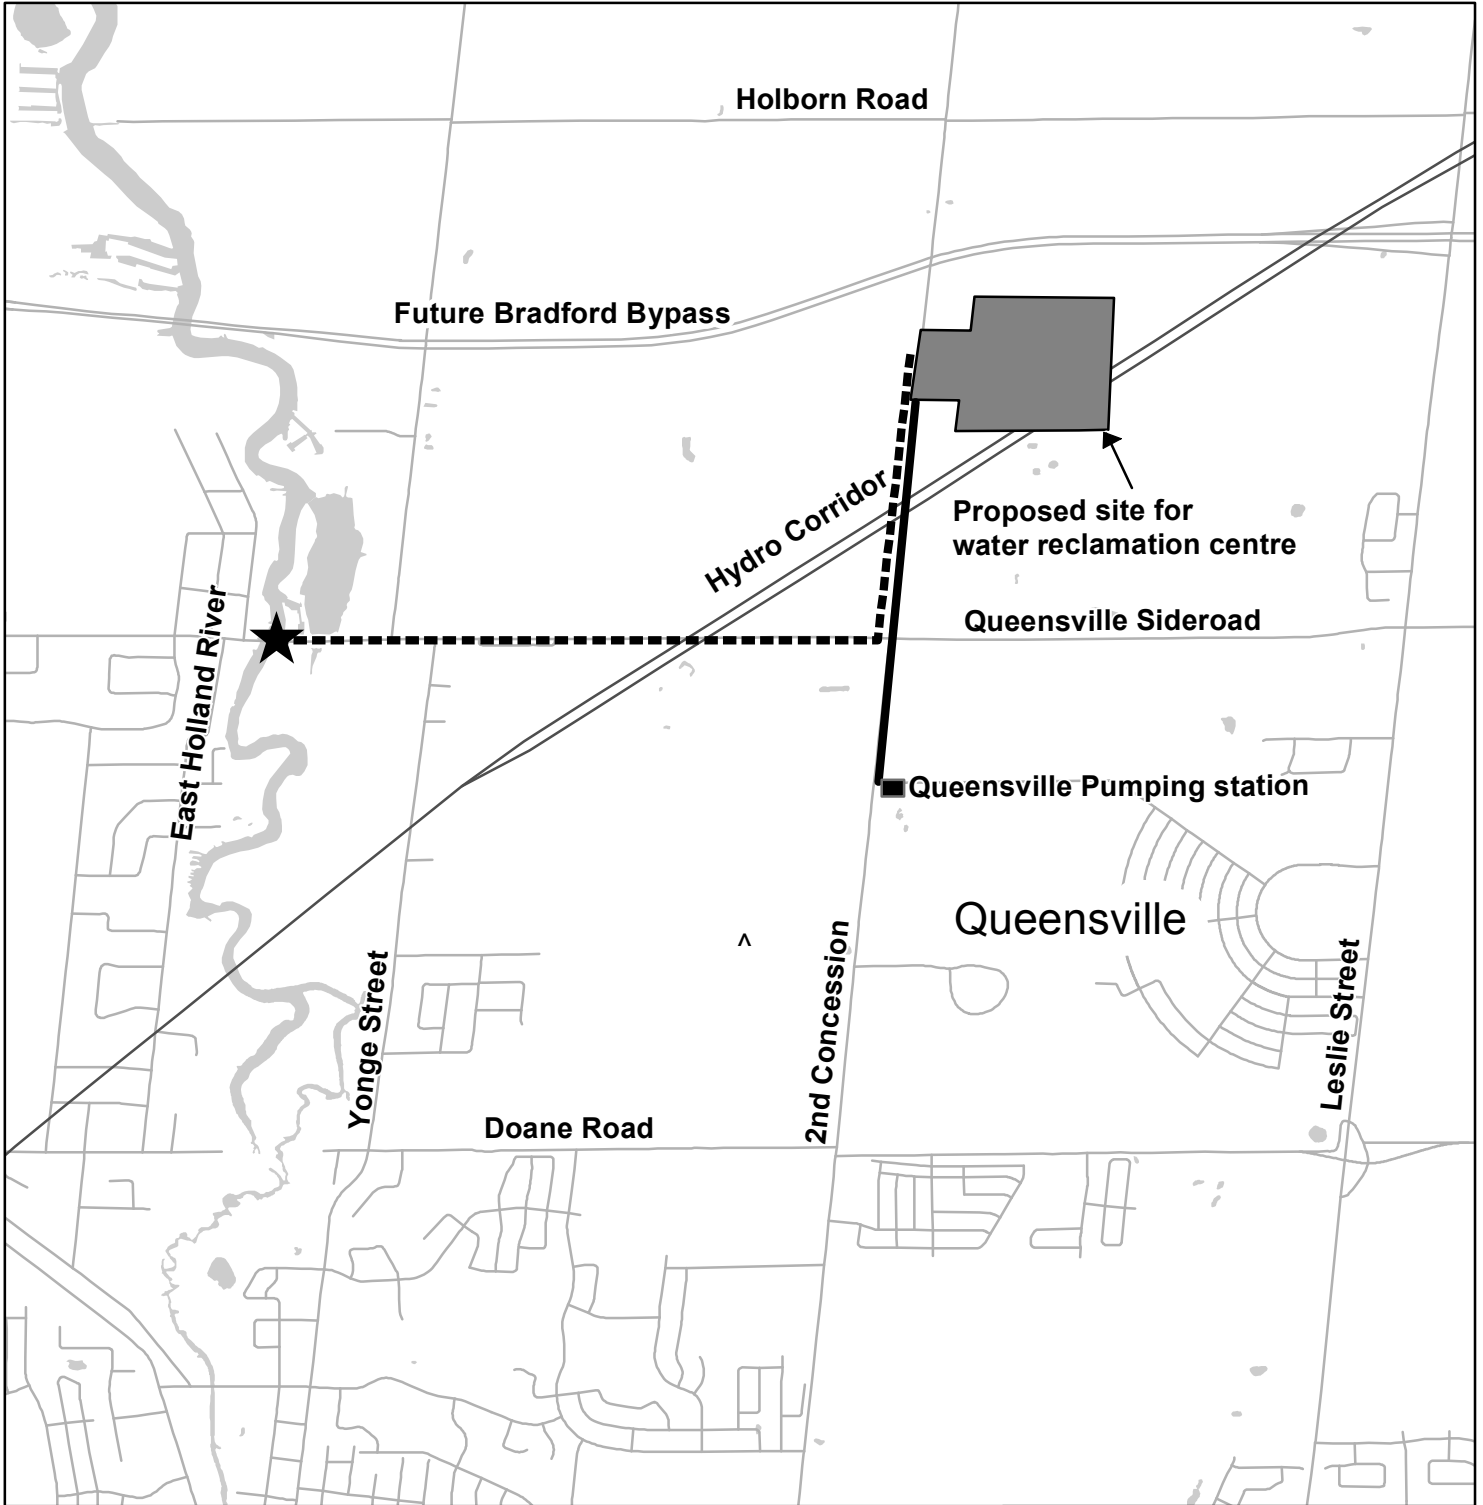 Holborn Road
Future Bradford Bypass
Hydro Corridor
Proposed site for
water reclamation centre
Queensville Sideroad
East Holland River
Queensville Pumping station
Queensville
^
Yonge Street
2nd Concession
Leslie Street
Doane Road